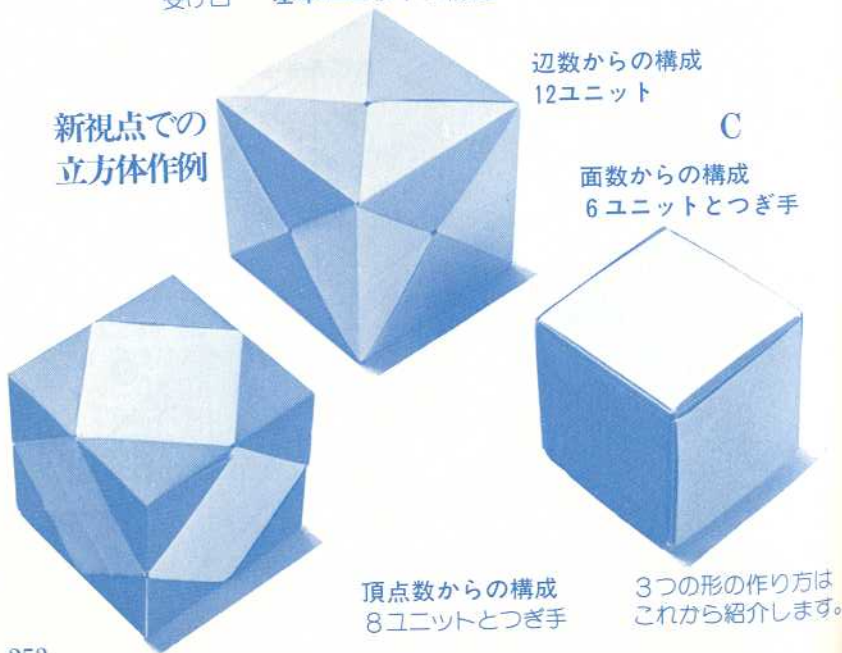 受け口
辺数からの構成
12ユニット
新視点での
立方体作例
C
面数からの構成
6ユニットとつぎ手
頂点数からの構成
8ユニットとつぎ手
3つの形の作り方は
これから紹介します。